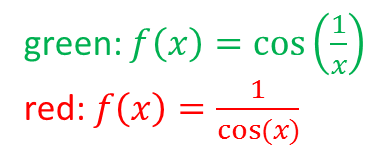 green: f(x) = cos(1/x)
red: f(x) = 1/cos(x)